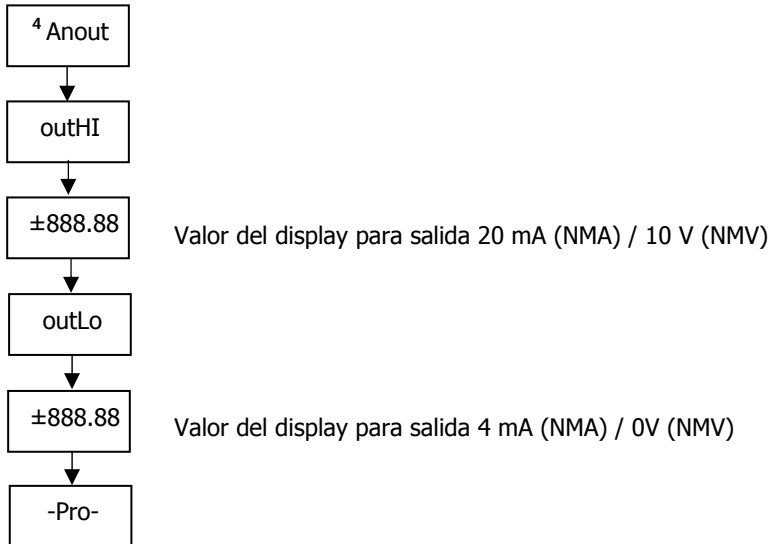 ⁴ Anout
outHI
±888.88
Valor del display para salida 20 mA (NMA) / 10 V (NMV)
outLo
±888.88
Valor del display para salida 4 mA (NMA) / 0V (NMV)
-Pro-